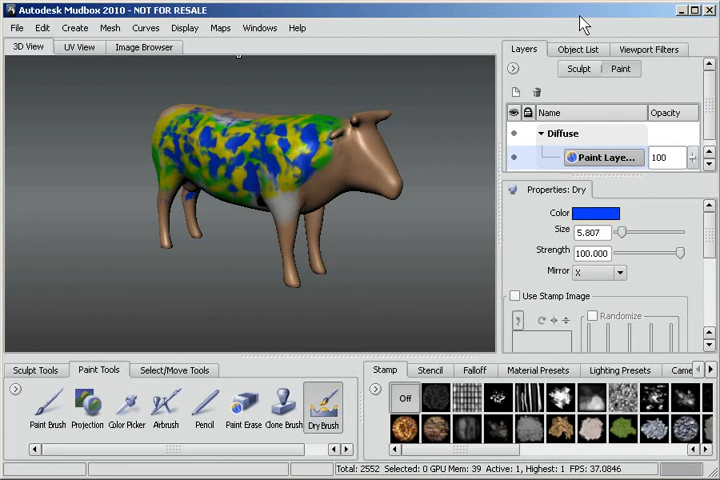 Autodesk Mudbox 2010 - NOT FOR RESALE
File Edit Create Mesh Curves Display Maps Windows Help
3D View UV View Image Browser
Layers Object List Viewport Filters
Sculpt Paint
Name Opacity
Diffuse
Paint Laye... 100
Properties: Dry
Color
Size 5.807
Strength 100.000
Mirror X
Use Stamp Image
Randomize
Sculpt Tools Paint Tools Select/Move Tools
Stamp Stencil Falloff Material Presets Lighting Presets Came
Off
Paint Brush Projection Color Picker Airbrush Pencil Paint Erase Clone Brush Dry Brush
Total: 2552 Selected: 0 GPU Mem: 39 Active: 1, Highest: 1 FPS: 37.0846